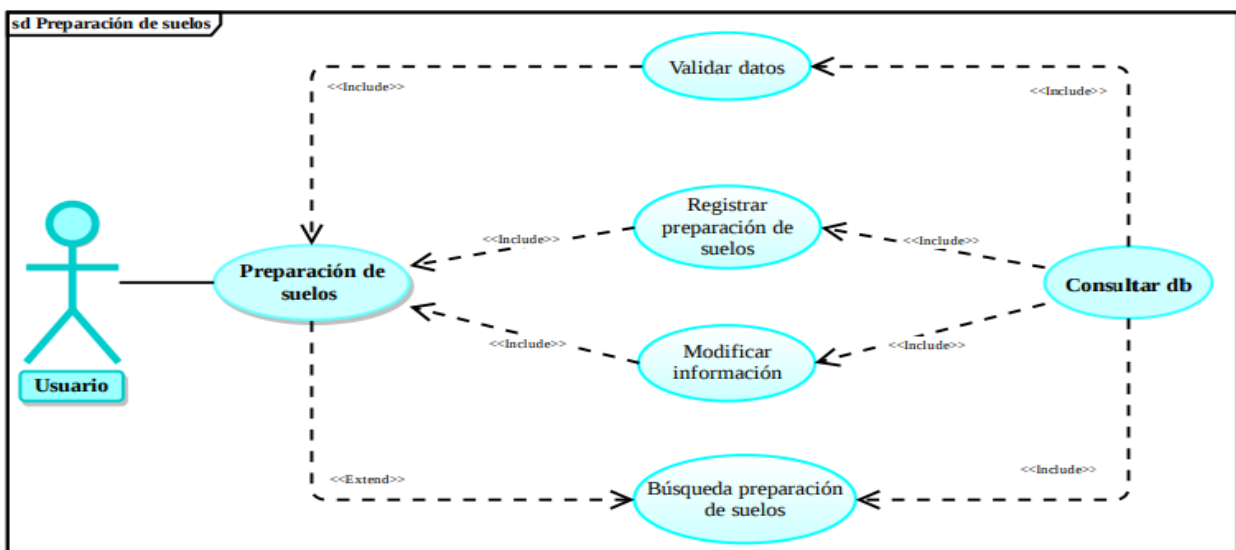 sd Preparación de suelos
Validar datos
<<Include>>
<<Include>>
Registrar
preparación de
suelos
<<Include>>
<<Include>>
Preparación de
suelos
Consultar db
<<Include>>
<<Include>>
Modificar
información
Usuario
<<Extend>>
<<Include>>
Búsqueda preparación
de suelos